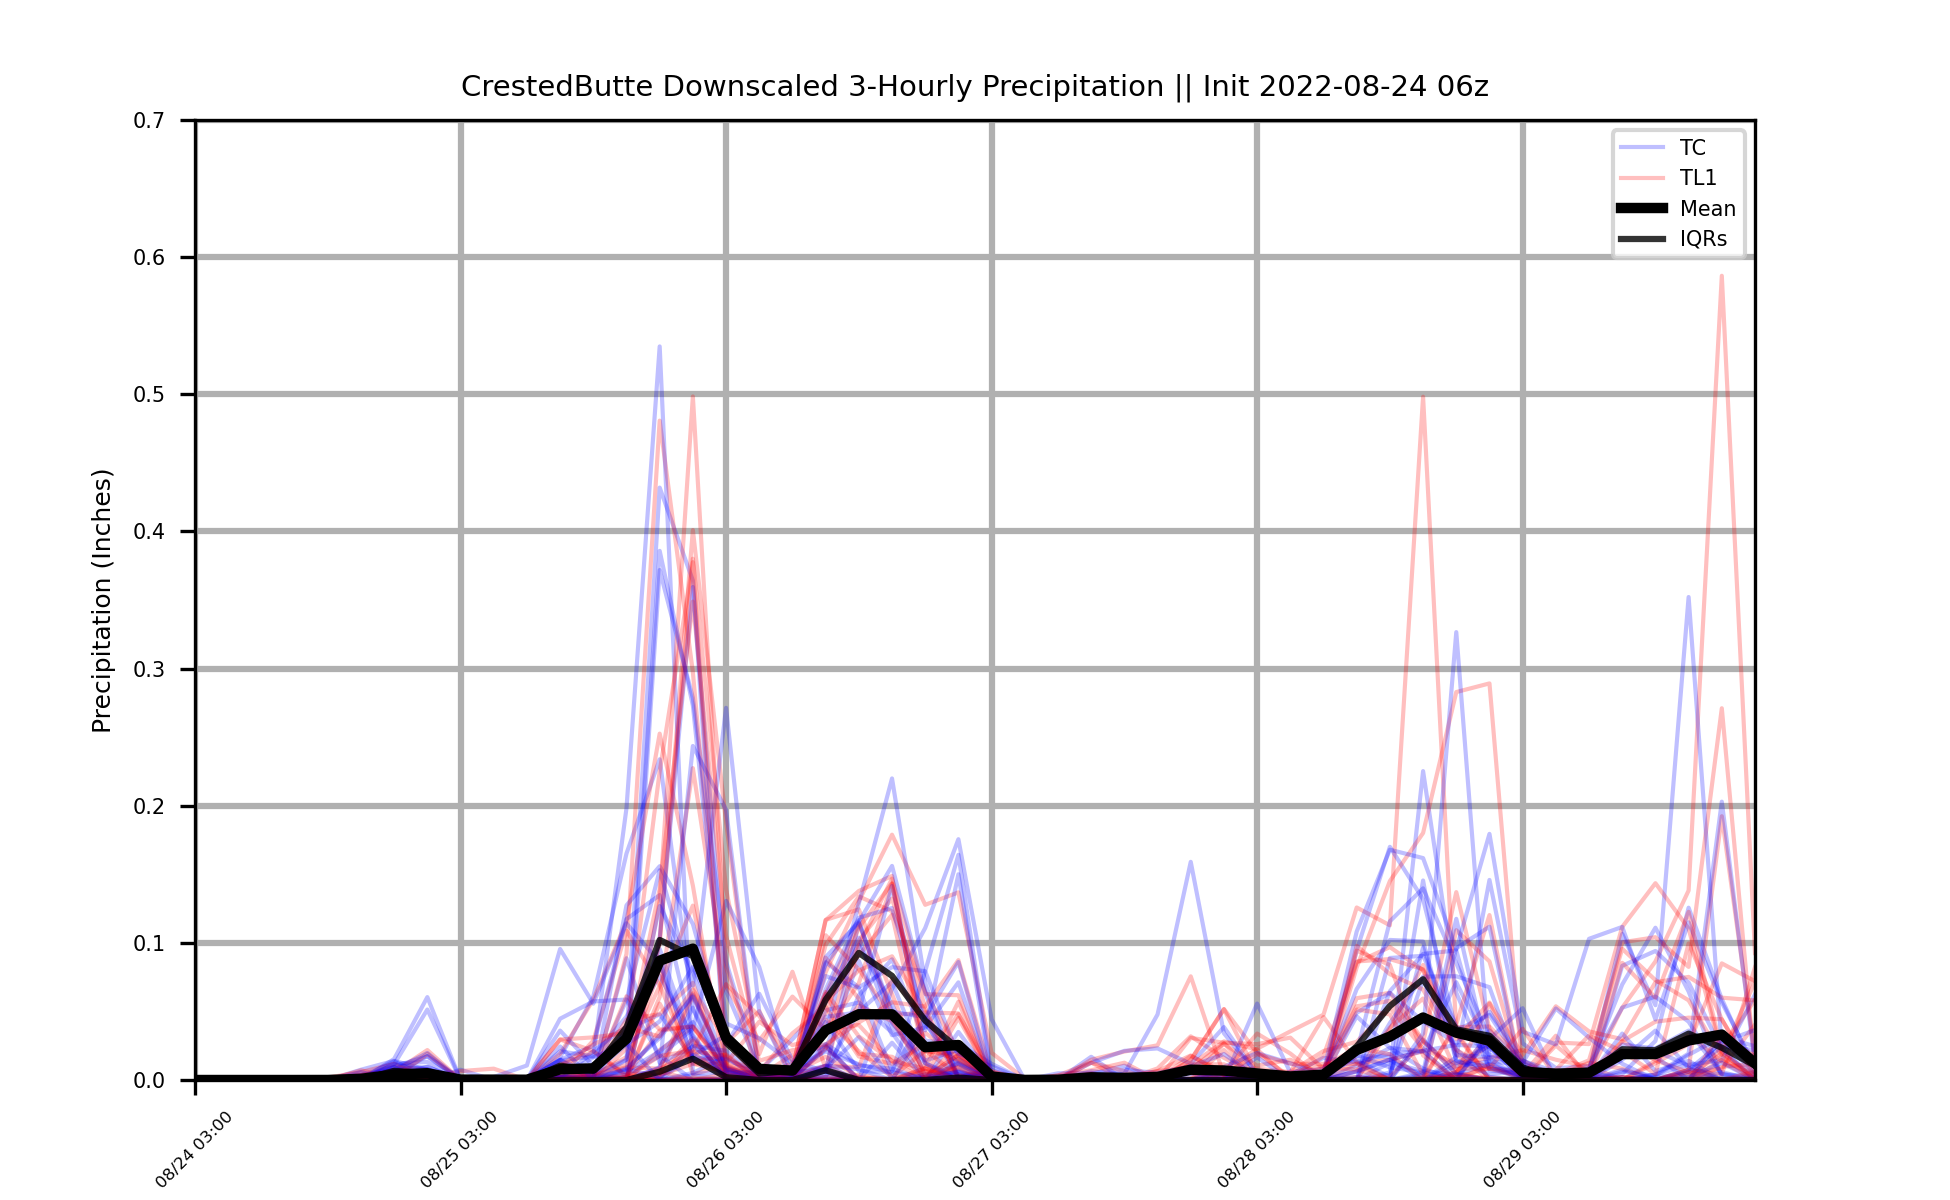 CrestedButte Downscaled 3-Hourly Precipitation || Init 2022-08-24 06z
Precipitation (Inches)
0.7
0.6
0.5
0.4
0.3
0.2
0.1
0.0
TC
TL1
Mean
IQRs
08/24 03:00
08/25 03:00
08/26 03:00
08/27 03:00
08/28 03:00
08/29 03:00